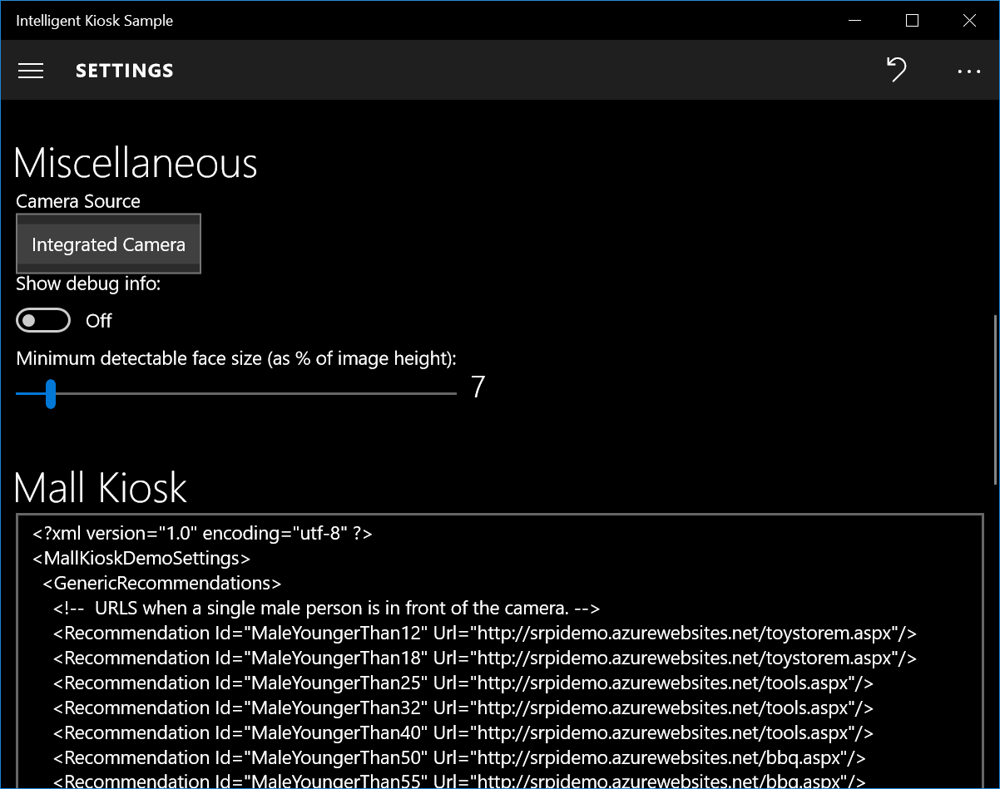 Intelligent Kiosk Sample
SETTINGS
Miscellaneous
Camera Source
Integrated Camera
Show debug info:
Off
Minimum detectable face size (as % of image height):
7
Mall Kiosk
<?xml version="1.0" encoding="utf-8" ?>
<MallKioskDemoSettings>
<GenericRecommendations>
<!--  URLS when a single male person is in front of the camera. -->
<Recommendation Id="MaleYoungerThan12" Url="http://srpidemo.azurewebsites.net/toystorem.aspx"/>
<Recommendation Id="MaleYoungerThan18" Url="http://srpidemo.azurewebsites.net/toystorem.aspx"/>
<Recommendation Id="MaleYoungerThan25" Url="http://srpidemo.azurewebsites.net/tools.aspx"/>
<Recommendation Id="MaleYoungerThan32" Url="http://srpidemo.azurewebsites.net/tools.aspx"/>
<Recommendation Id="MaleYoungerThan40" Url="http://srpidemo.azurewebsites.net/tools.aspx"/>
<Recommendation Id="MaleYoungerThan50" Url="http://srpidemo.azurewebsites.net/bbq.aspx"/>
<Recommendation Id="MaleYoungerThan55" Url="http://srpidemo.azurewebsites.net/bbq.aspx"/>